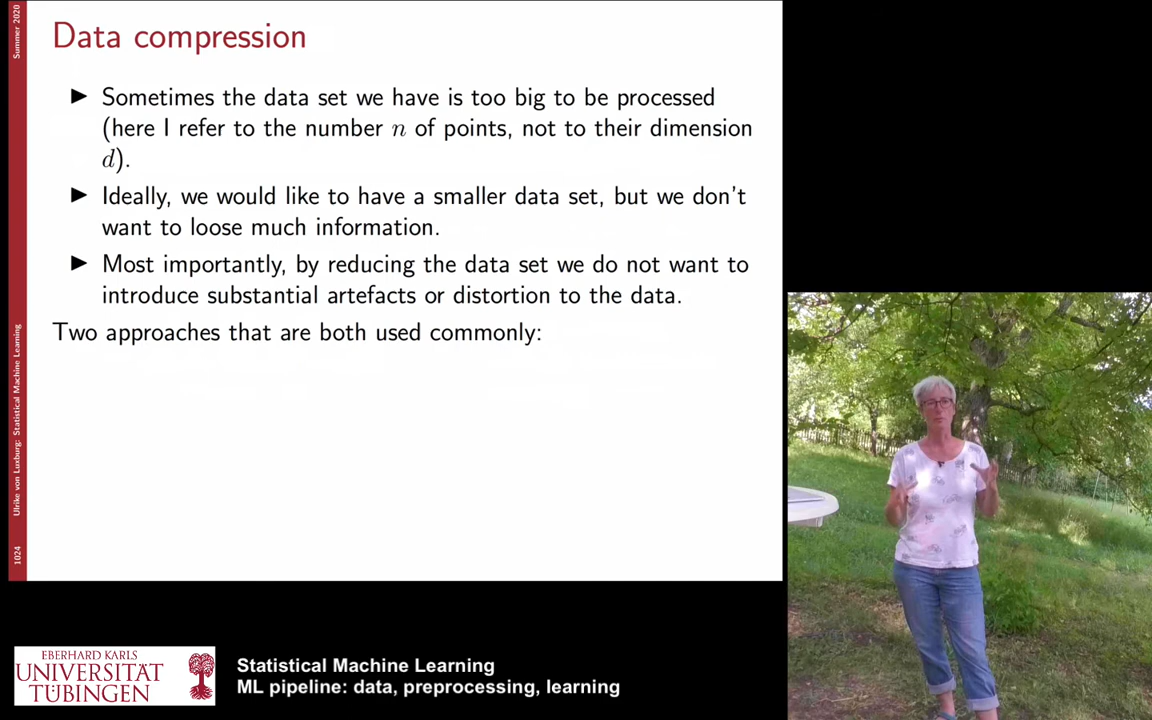 Summer 2020
Data compression
▶ Sometimes the data set we have is too big to be processed
(here I refer to the number n of points, not to their dimension
d).
▶ Ideally, we would like to have a smaller data set, but we don't
want to loose much information.
▶ Most importantly, by reducing the data set we do not want to
introduce substantial artefacts or distortion to the data.
Two approaches that are both used commonly:
Ulrike von Luxburg: Statistical Machine Learning
1024
EBERHARD KARLS
UNIVERSITÄT
TÜBINGEN
Statistical Machine Learning
ML pipeline: data, preprocessing, learning